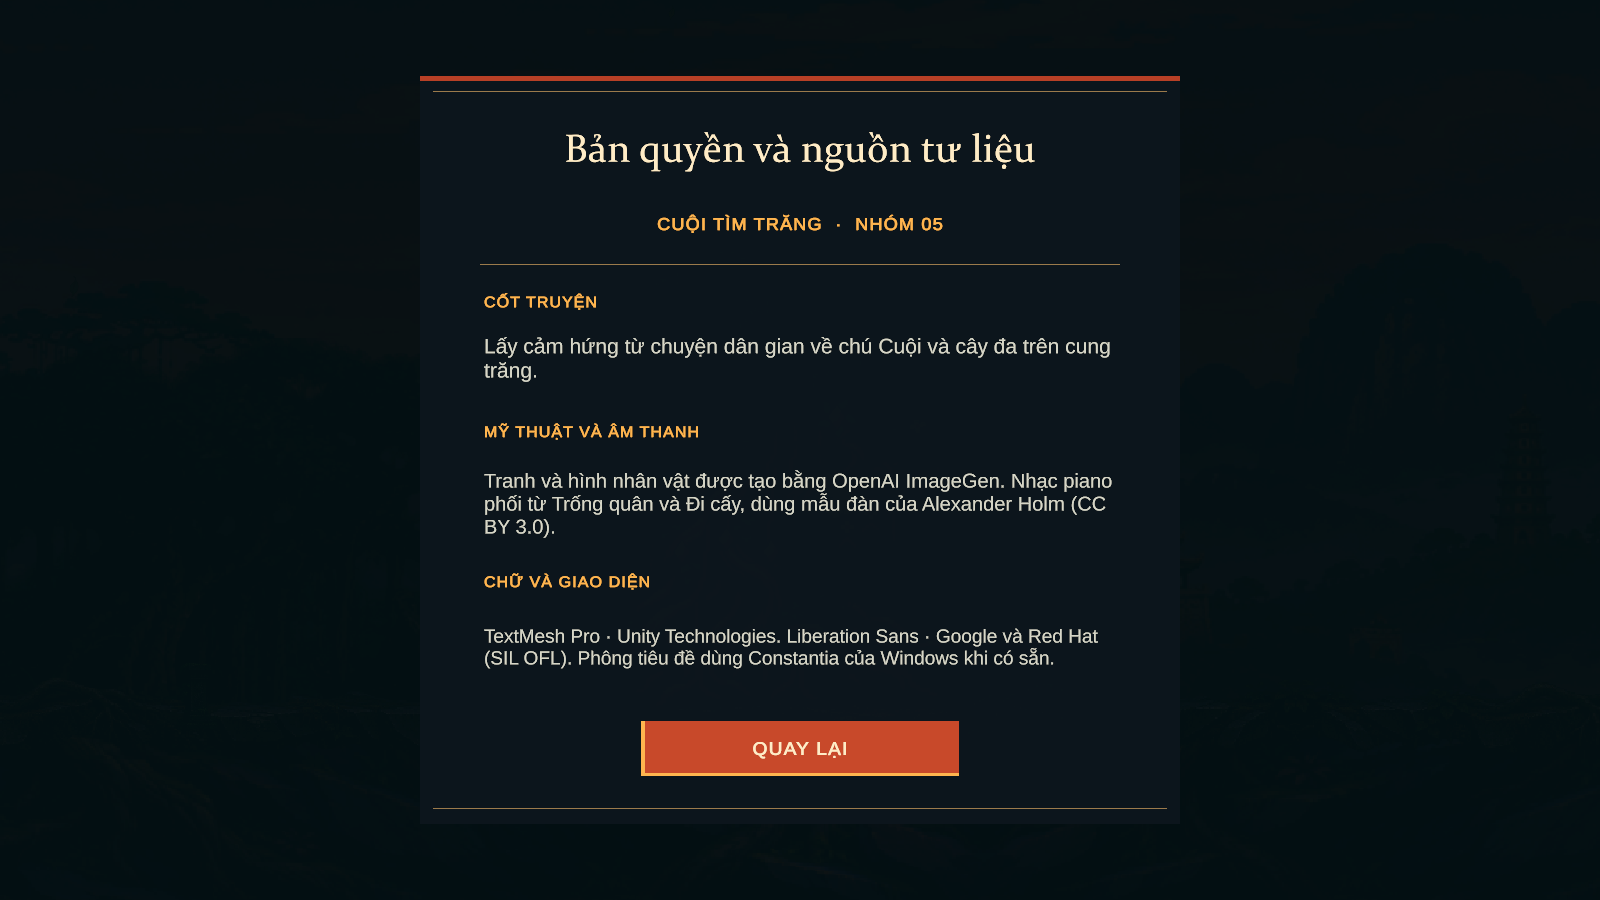 Bản quyền và nguồn tư liệu
CUỘI TÌM TRĂNG · NHÓM 05
CỐT TRUYỆN
Lấy cảm hứng từ chuyện dân gian về chú Cuội và cây đa trên cung
trăng.
MỸ THUẬT VÀ ÂM THANH
Tranh và hình nhân vật được tạo bằng OpenAI ImageGen. Nhạc piano
phối từ Trống quân và Đi cấy, dùng mẫu đàn của Alexander Holm (CC
BY 3.0).
CHỮ VÀ GIAO DIỆN
TextMesh Pro · Unity Technologies. Liberation Sans · Google và Red Hat
(SIL OFL). Phông tiêu đề dùng Constantia của Windows khi có sẵn.
QUAY LẠI